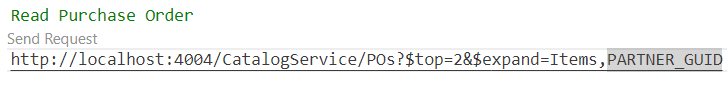 Read Purchase Order
Send Request
http://localhost:4004/CatalogService/POs?$top=2&$expand=Items,PARTNER_GUID